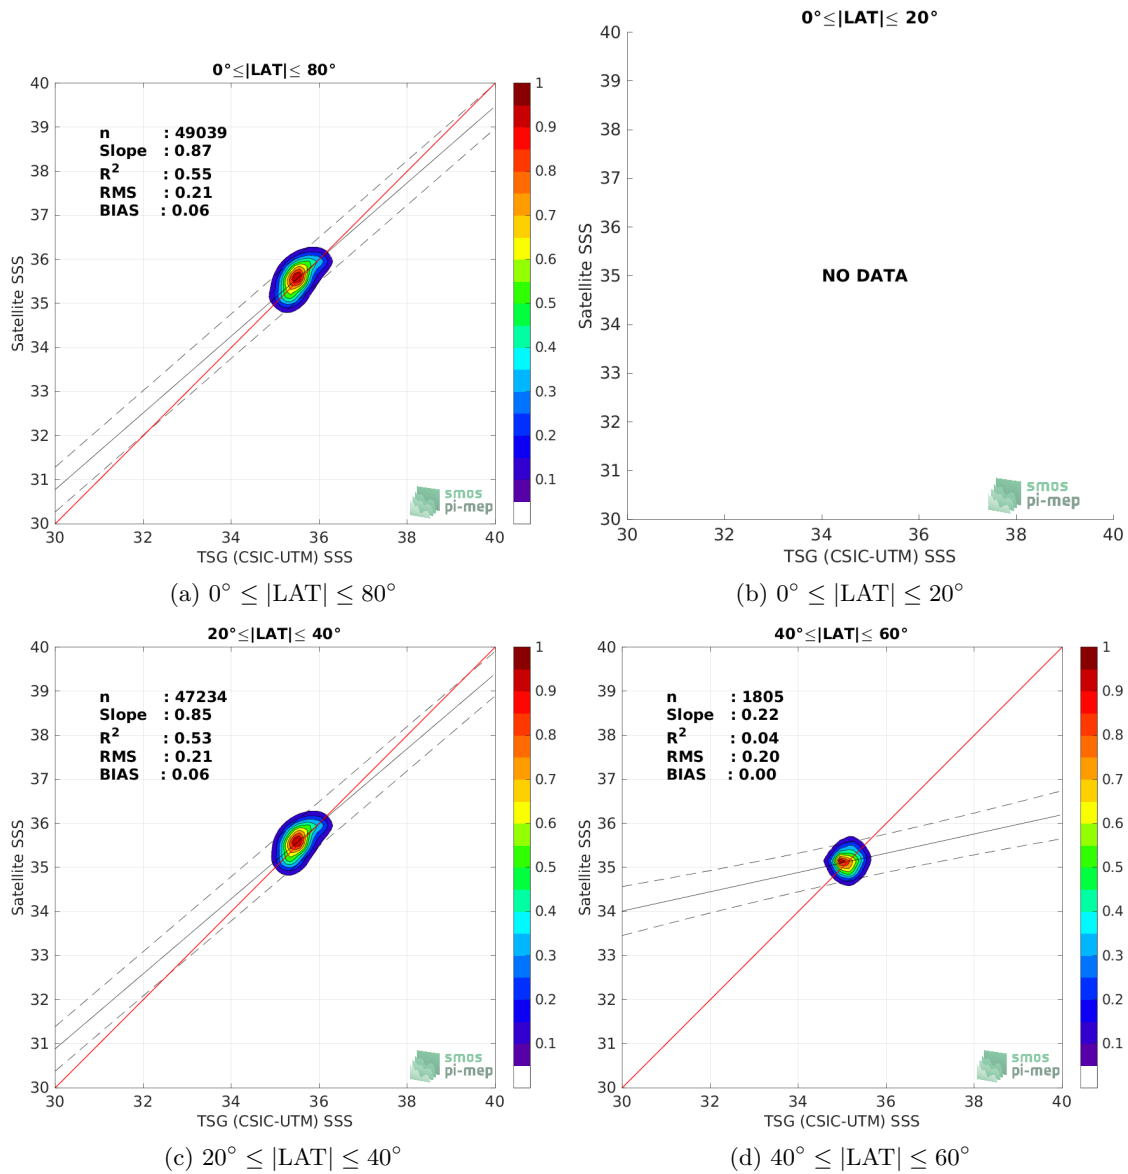 0°≤|LAT|≤ 80°
40
39
38
37
36
35
34
33
32
31
30
30 32 34 36 38 40
Satellite SSS
TSG (CSIC-UTM) SSS
n : 49039
Slope : 0.87
R² : 0.55
RMS : 0.21
BIAS : 0.06
1
0.9
0.8
0.7
0.6
0.5
0.4
0.3
0.2
0.1
smos
pi-mep
(a) 0° ≤ |LAT| ≤ 80°
0°≤|LAT|≤ 20°
40
39
38
37
36
35
34
33
32
31
30
30 32 34 36 38 40
Satellite SSS
TSG (CSIC-UTM) SSS
NO DATA
smos
pi-mep
(b) 0° ≤ |LAT| ≤ 20°
20°≤|LAT|≤ 40°
40
39
38
37
36
35
34
33
32
31
30
30 32 34 36 38 40
Satellite SSS
TSG (CSIC-UTM) SSS
n : 47234
Slope : 0.85
R² : 0.53
RMS : 0.21
BIAS : 0.06
1
0.9
0.8
0.7
0.6
0.5
0.4
0.3
0.2
0.1
smos
pi-mep
(c) 20° ≤ |LAT| ≤ 40°
40°≤|LAT|≤ 60°
40
39
38
37
36
35
34
33
32
31
30
30 32 34 36 38 40
Satellite SSS
TSG (CSIC-UTM) SSS
n : 1805
Slope : 0.22
R² : 0.04
RMS : 0.20
BIAS : 0.00
1
0.9
0.8
0.7
0.6
0.5
0.4
0.3
0.2
0.1
smos
pi-mep
(d) 40° ≤ |LAT| ≤ 60°